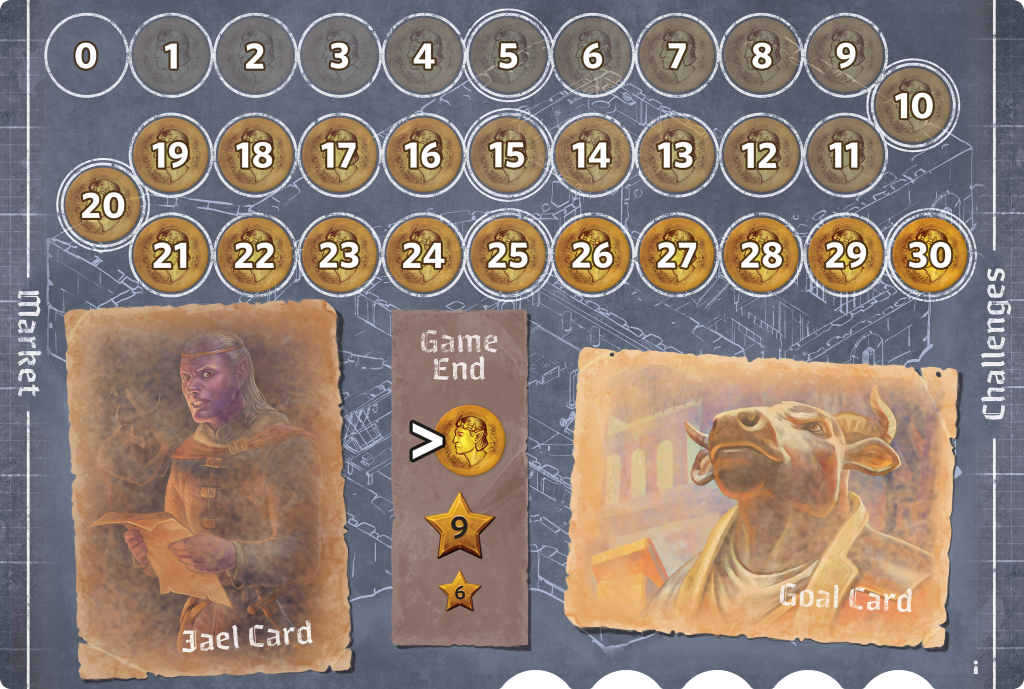 0 1 2 3 4 5 6 7 8 9
10
19 18 17 16 15 14 13 12 11
20
21 22 23 24 25 26 27 28 29 30
Market
Challenges
Game
End
>
9
6
Jael Card
Goal Card
ii